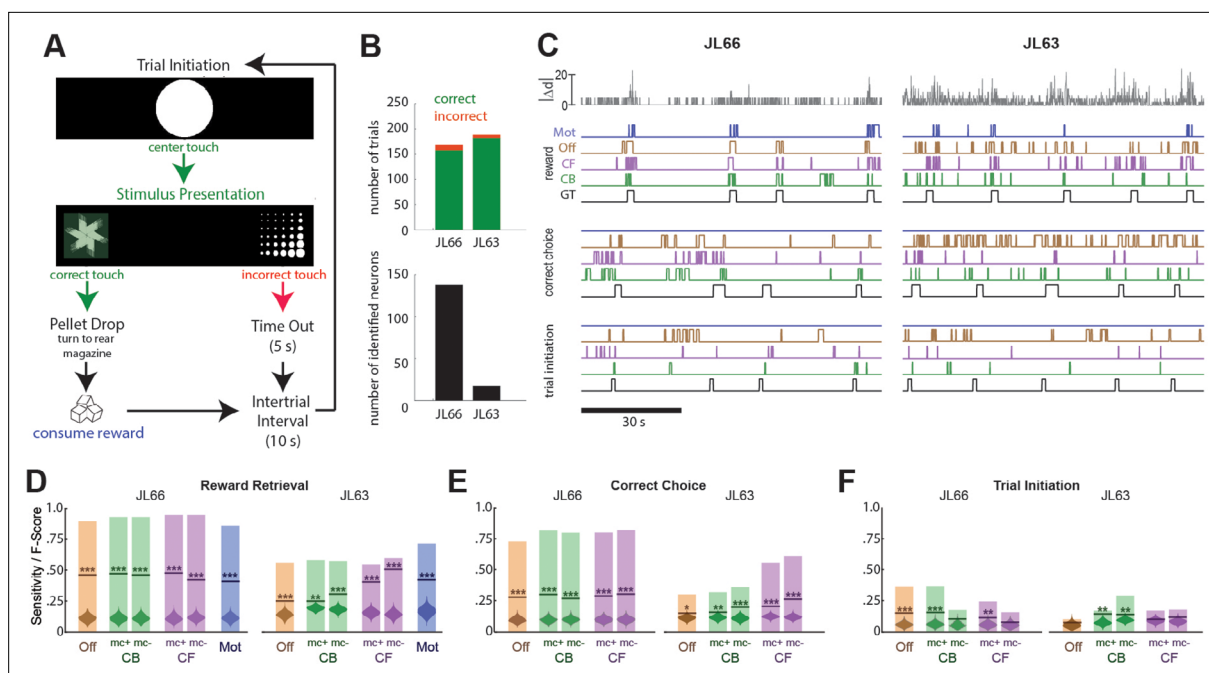 A
Trial Initiation
center touch
Stimulus Presentation
correct touch
incorrect touch
Pellet Drop
turn to rear
magazine
Time Out
(5 s)
consume reward
Intertrial
Interval
(10 s)
B
correct
incorrect
number of trials
250
200
150
100
50
0
JL66 JL63
number of identified neurons
150
100
50
0
JL66 JL63
C
JL66
JL63
|Δd|
20
0
reward
Mot
Off
CF
CB
GT
correct choice
trial initiation
30 s
D
Reward Retrieval
JL66
JL63
Sensitivity / F-Score
1.0
.75
.50
.25
0
*** *** *** *** *** ***
*** ** *** *** *** ***
Off mc+ mc- mc+ mc- Mot
CB CF
Off mc+ mc- mc+ mc- Mot
CB CF
E
Correct Choice
JL66
JL63
1.0
.75
.50
.25
0
*** *** *** *** ***
* ** *** *** ***
Off mc+ mc- mc+ mc-
CB CF
Off mc+ mc- mc+ mc-
CB CF
F
Trial Initiation
JL66
JL63
1.0
.75
.50
.25
0
*** *** **
** **
Off mc+ mc- mc+ mc-
CB CF
Off mc+ mc- mc+ mc-
CB CF